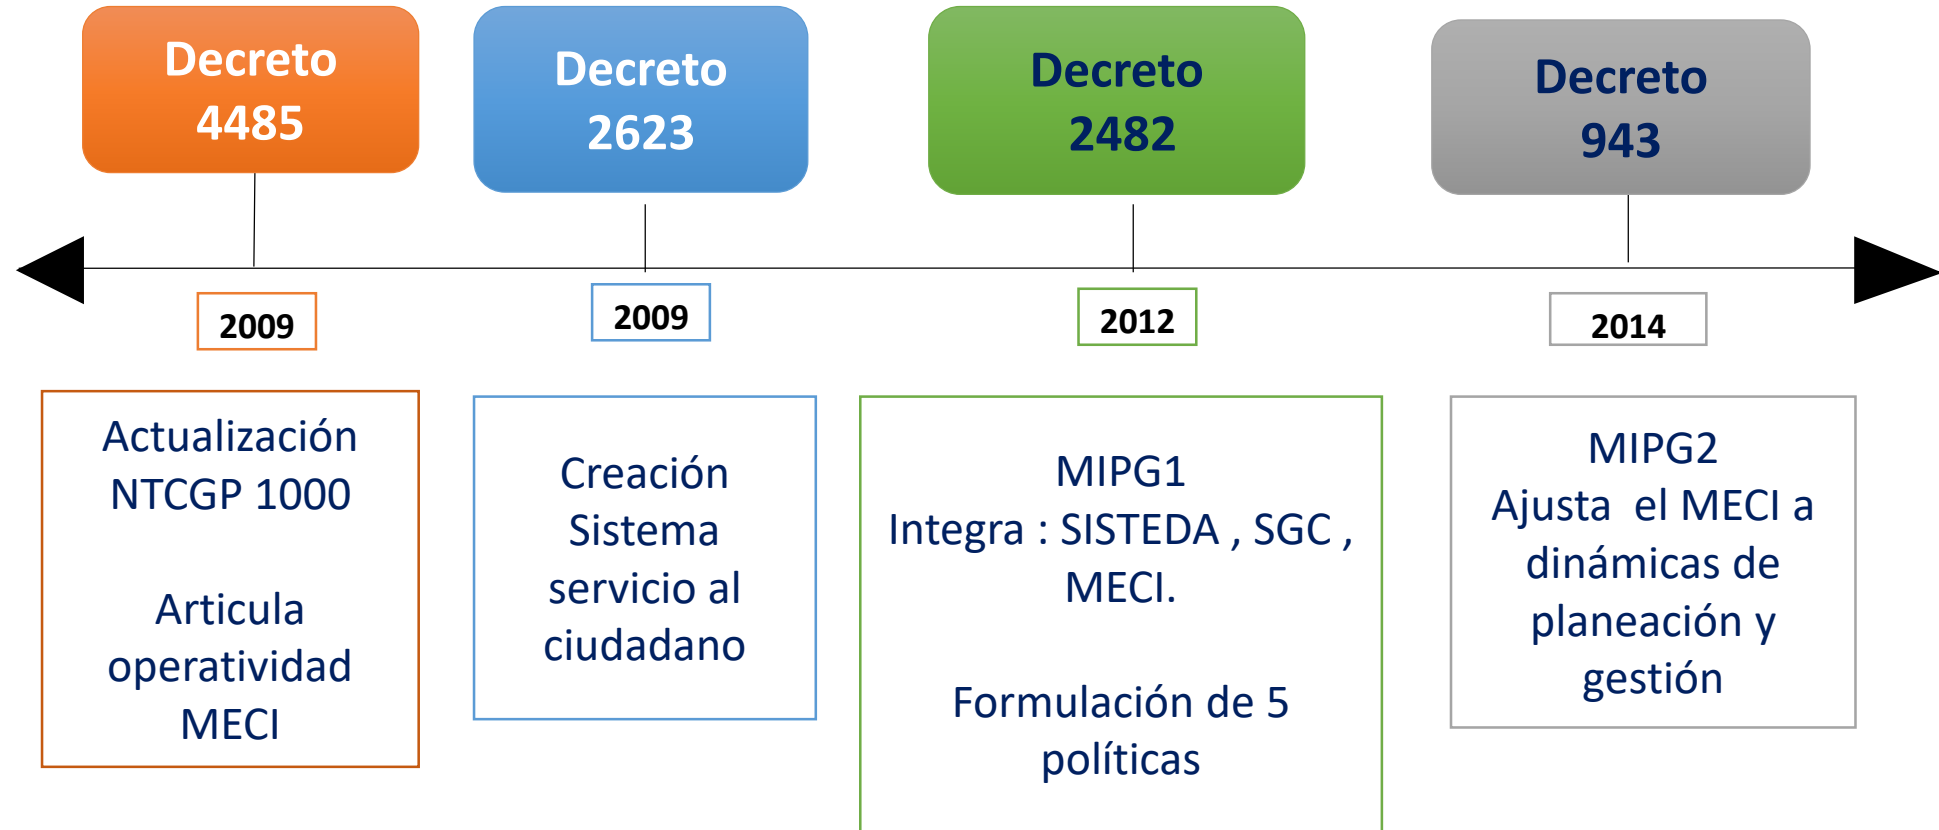 Decreto
4485
Decreto
2623
Decreto
2482
Decreto
943
2009
2009
2012
2014
Actualización
NTCGP 1000
Articula
operatividad
MECI
Creación
Sistema
servicio al
ciudadano
MIPG1
Integra : SISTEDA , SGC ,
MECI.
Formulación de 5
políticas
MIPG2
Ajusta  el MECI a
dinámicas de
planeación y
gestión